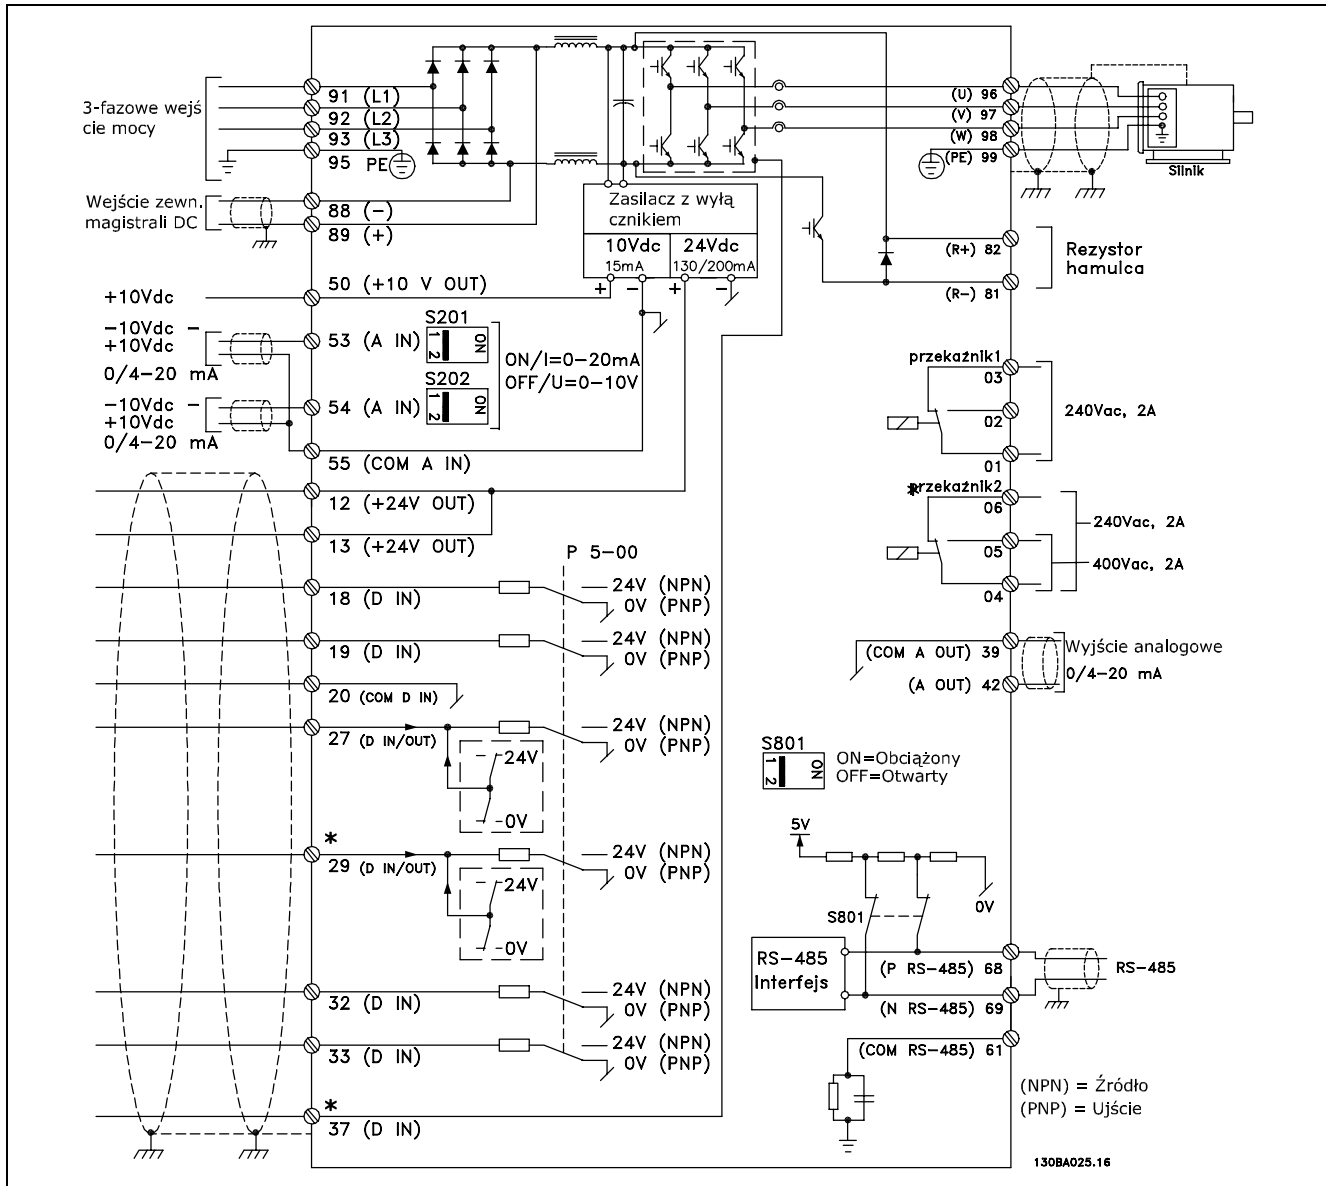 3-fazowe wejś
cie mocy
91 (L1)
92 (L2)
93 (L3)
95 PE
Wejście zewn.
magistrali DC
88 (−)
89 (+)
+10Vdc
50 (+10 V OUT)
−10Vdc −
+10Vdc
0/4−20 mA
53 (A IN)
S201
1 2
ON
ON/I=0−20mA
OFF/U=0−10V
S202
1 2
ON
−10Vdc −
+10Vdc
0/4−20 mA
54 (A IN)
55 (COM A IN)
12 (+24V OUT)
13 (+24V OUT)
P 5-00
18 (D IN)
24V (NPN)
0V (PNP)
19 (D IN)
24V (NPN)
0V (PNP)
20 (COM D IN)
27 (D IN/OUT)
24V (NPN)
0V (PNP)
24V
0V
*
29 (D IN/OUT)
24V (NPN)
0V (PNP)
24V
0V
32 (D IN)
24V (NPN)
0V (PNP)
33 (D IN)
24V (NPN)
0V (PNP)
*
37 (D IN)
Zasilacz z wyłą
cznikiem
10Vdc
15mA
24Vdc
130/200mA
+ − + −
(U) 96
(V) 97
(W) 98
(PE) 99
Silnik
(R+) 82
(R−) 81
Rezystor
hamulca
przekaźnik1
03
02
01
240Vac, 2A
*przekaźnik2
06
05
04
240Vac, 2A
400Vac, 2A
(COM A OUT) 39
(A OUT) 42
Wyjście analogowe
0/4−20 mA
S801
1 2
ON
ON=Obciążony
OFF=Otwarty
5V
0V
S801
RS−485
Interfejs
(P RS−485) 68
(N RS−485) 69
(COM RS−485) 61
RS−485
(NPN) = Źródło
(PNP) = Ujście
130BA025.16